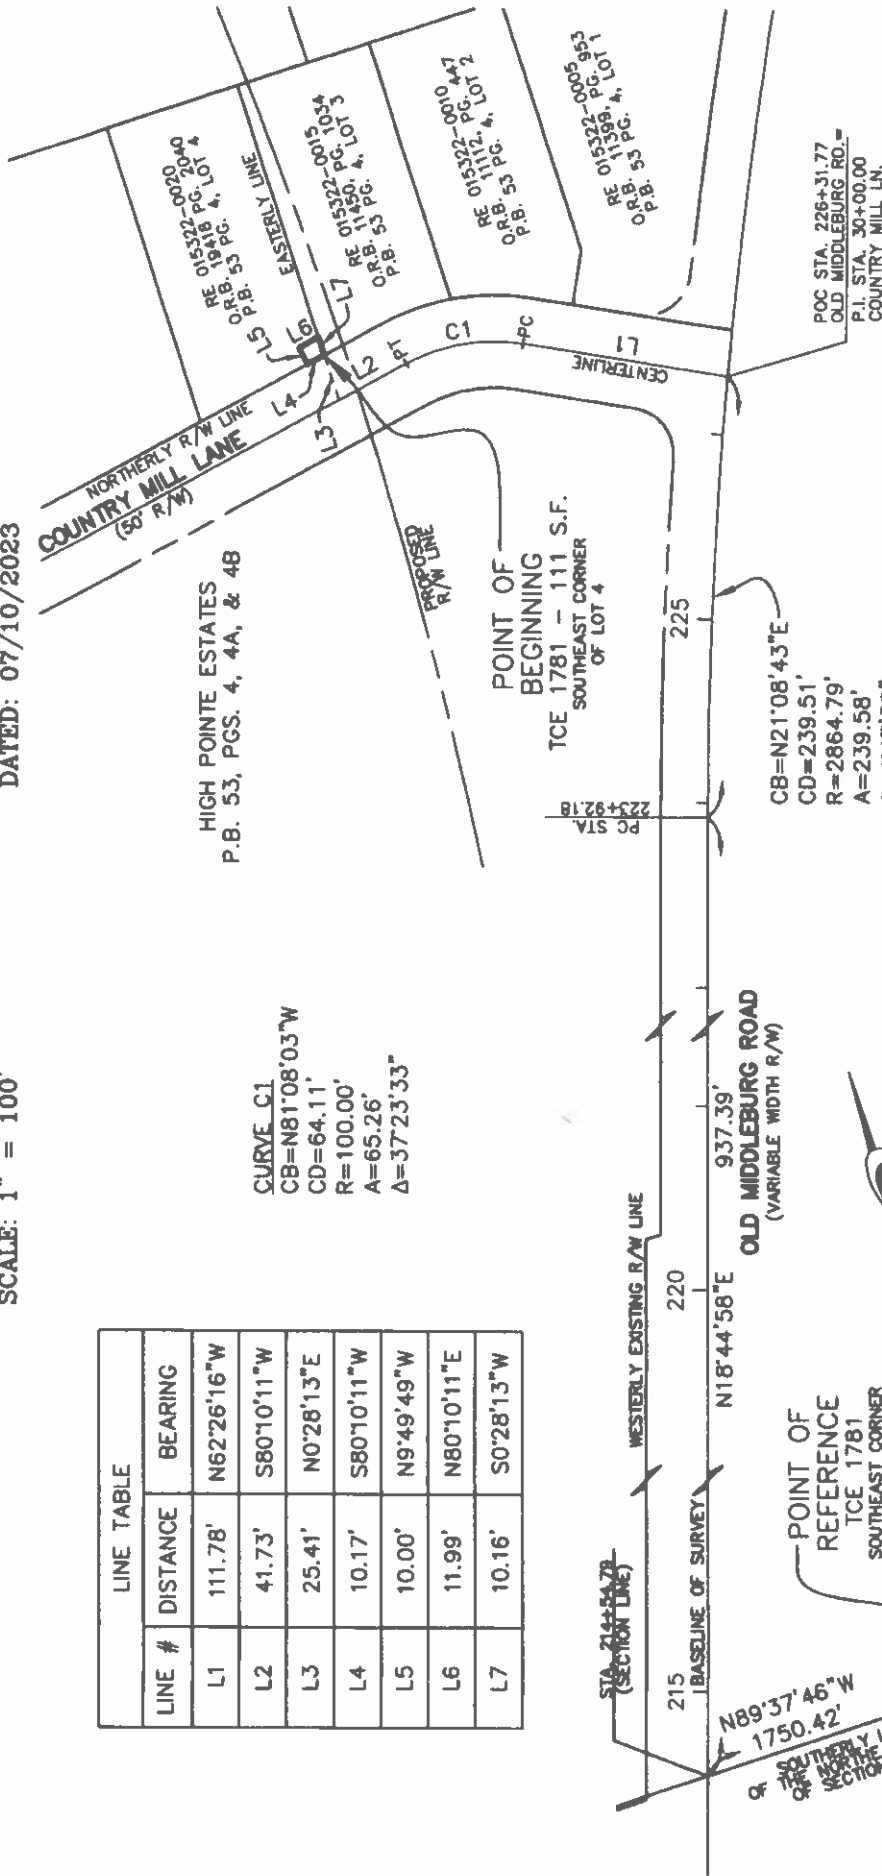 SCALE: 1" = 100'
DATED: 07/10/2023
LINE TABLE
LINE # DISTANCE BEARING
L1 111.78' N62°26'16"W
L2 41.73' S80°10'11"W
L3 25.41' N0°28'13"E
L4 10.17' S80°10'11"W
L5 10.00' N9°49'49"W
L6 11.99' N80°10'11"E
L7 10.16' S0°28'13"W
CURVE C1
CB=N81°08'03"W
CD=64.11'
R=100.00'
A=65.26'
Δ=37°23'33"
HIGH POINTE ESTATES
P.B. 53, PGS. 4, 4A, & 4B
NORTHERLY R/W LINE
COUNTRY MILL LANE
(50' R/W)
RE 015322-0020
O.R.B. 19418 PG. 2040
P.B. 53 PG. 4, LOT 4
EASTERLY LINE
RE 015322-0015
O.R.B. 11450, PG. 1034
P.B. 53 PG. 4, LOT 3
RE 015322-0010
O.R.B. 11112, PG. 447
P.B. 53 PG. 4, LOT 2
RE 015322-0005
O.R.B. 11399, PG. 953
P.B. 53 PG. 4, LOT 1
L5
L6
L7
L4
L3
L2
PT
C1
PC
L1
CENTERLINE
PROPOSED
R/W LINE
POINT OF
BEGINNING
TCE 1781 - 111 S.F.
SOUTHEAST CORNER
OF LOT 4
POC STA. 226+31.77
OLD MIDDLEBURG RD.=
P.I. STA. 30+00.00
COUNTRY MILL LN.
STA. 214+54.79
(SECTION LINE)
WESTERLY EXISTING R/W LINE
PC STA.
223+92.18
215
BASELINE OF SURVEY
220
225
N18°44'58"E
937.39'
OLD MIDDLEBURG ROAD
(VARIABLE WIDTH R/W)
CB=N21°08'43"E
CD=239.51'
R=2864.79'
A=239.58'
N89°37'46"W
1750.42'
POINT OF
REFERENCE
TCE 1781
SOUTHEAST CORNER
SOUTHERLY
OF THE
OF
SECTION